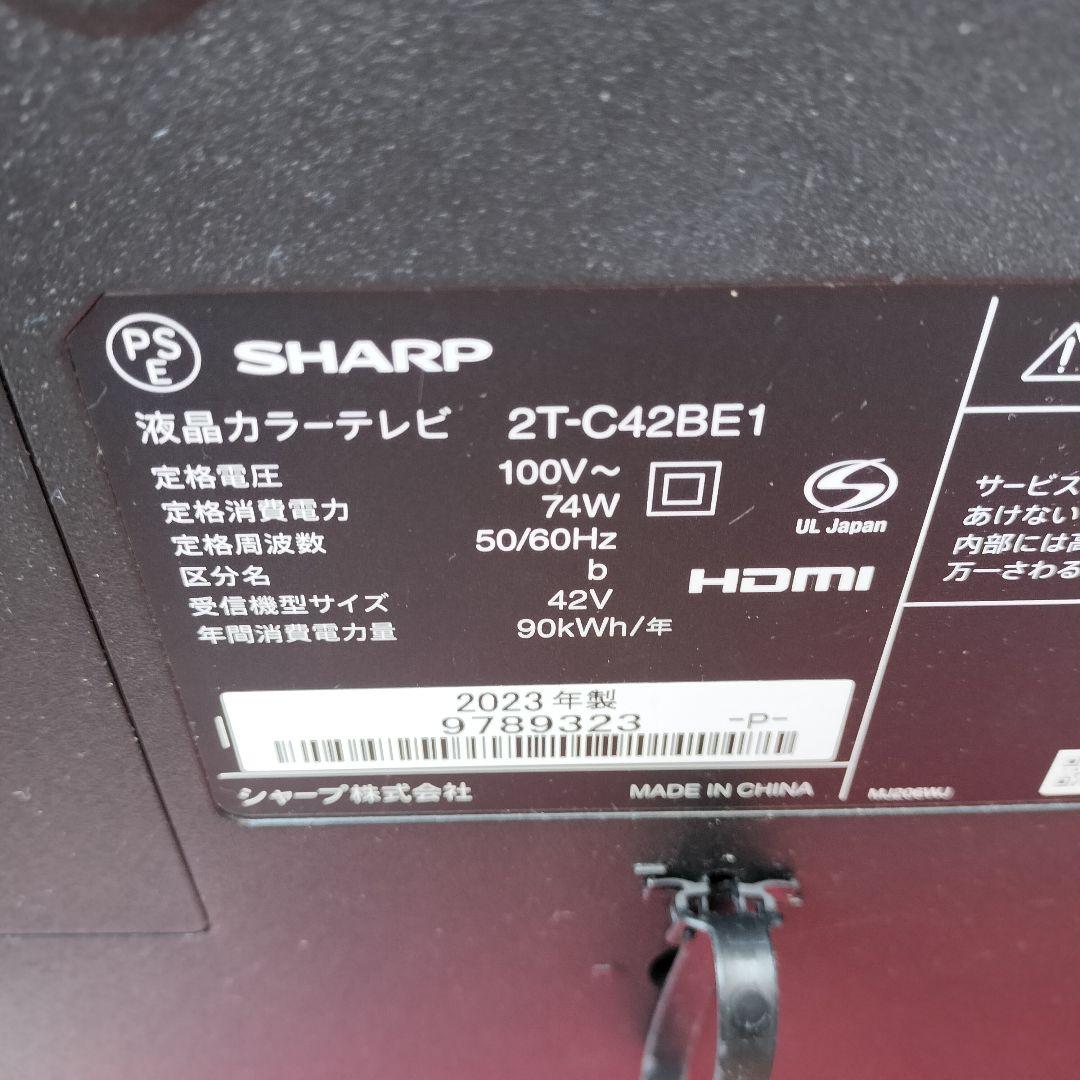 PSE SHARP
液晶カラーテレビ 2T-C42BE1
定格電圧 100V～
定格消費電力 74W
定格周波数 50/60Hz
区分名 b
受信機型サイズ 42V
年間消費電力量 90kWh/年
UL Japan
HDMI
2023年製
9789323 -P-
シャープ株式会社 MADE IN CHINA
サービス
あけない
内部には高
万一さわる